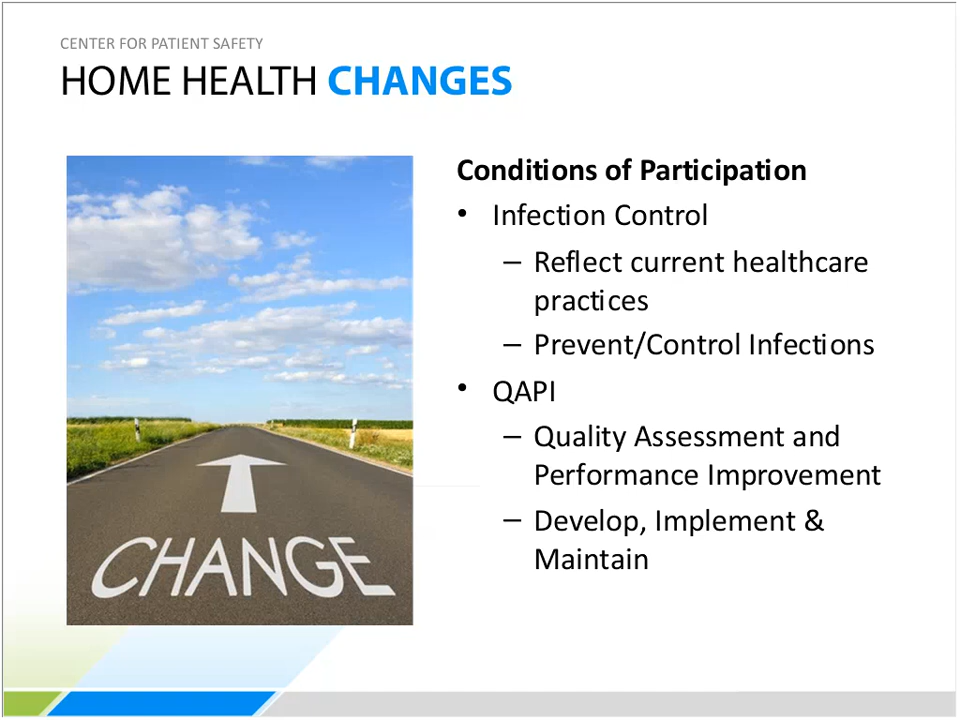 CENTER FOR PATIENT SAFETY
HOME HEALTH CHANGES
Conditions of Participation
• Infection Control
– Reflect current healthcare
practices
– Prevent/Control Infections
• QAPI
– Quality Assessment and
Performance Improvement
– Develop, Implement &
Maintain
CHANGE